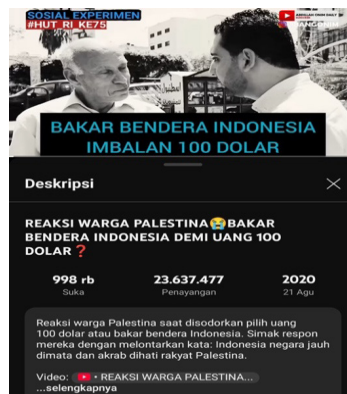 SOSIAL EXPERIMEN
#HUT_RI_KE75
BAKAR BENDERA INDONESIA
IMBALAN 100 DOLAR
Deskripsi
REAKSI WARGA PALESTINA😭BAKAR
BENDERA INDONESIA DEMI UANG 100
DOLAR❓
998 rb 23.637.477 2020
Suka Penayangan 21 Agu
Reaksi warga Palestina saat disodorkan pilih uang
100 dolar atau bakar bendera Indonesia. Simak respon
mereka dengan melontarkan kata: Indonesia negara jauh
dimata dan akrab dihati rakyat Palestina.
Video: • REAKSI WARGA PALESTINA...
...selengkapnya